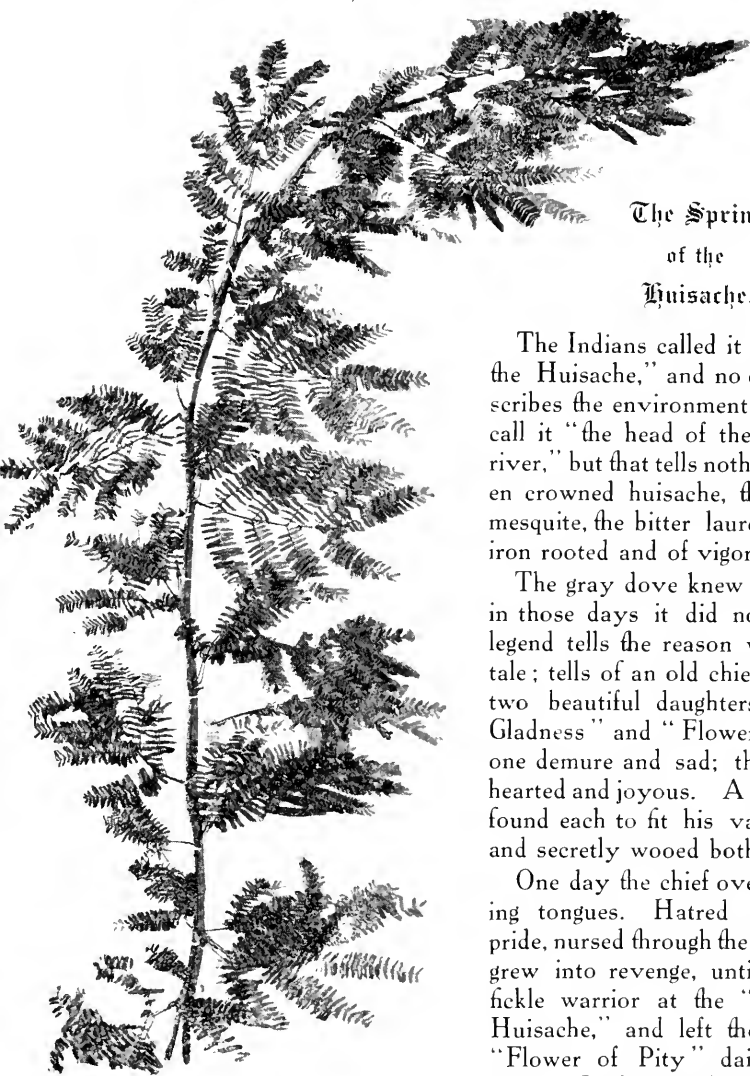 The Sprin
of the
Huisache.
The Indians called it
the Huisache," and no
scribes the environment
call it "the head of the
river," but that tells noth
en crowned huisache, th
mesquite, the bitter laure
iron rooted and of vigor
The gray dove knew
in those days it did no
legend tells the reason
tale; tells of an old chie
two beautiful daughters
Gladness" and "Flowe
one demure and sad; th
hearted and joyous. A
found each to fit his va
and secretly wooed both
One day the chief ove
ing tongues. Hatred
pride, nursed through the
grew into revenge, unti
fickle warrior at the "
Huisache," and left the
"Flower of Pity" dai